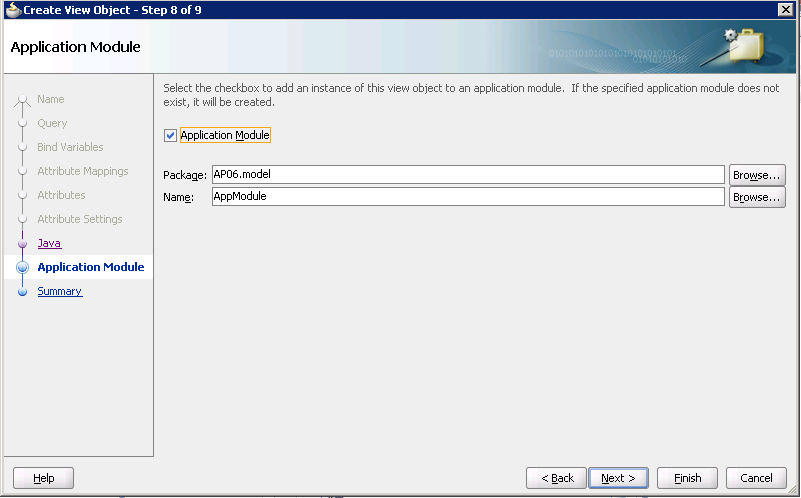 Create View Object - Step 8 of 9
Application Module
01010101010101010101010101
01010101010
Select the checkbox to add an instance of this view object to an application module. If the specified application module does not
exist, it will be created.
Name
Query
Bind Variables
Attribute Mappings
Attributes
Attribute Settings
Java
Application Module
Summary
Application Module
Package: AP06.model Browse...
Name: AppModule Browse...
Help < Back Next > Finish Cancel